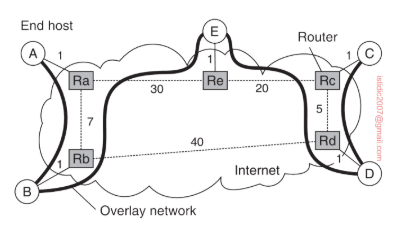 End host
E
Router
A
1
1
1
C
Ra
Re
Rc
30
20
7
5
40
Rd
Rb
1
Internet
1
D
B
Overlay network
isislic2007@gmail.com